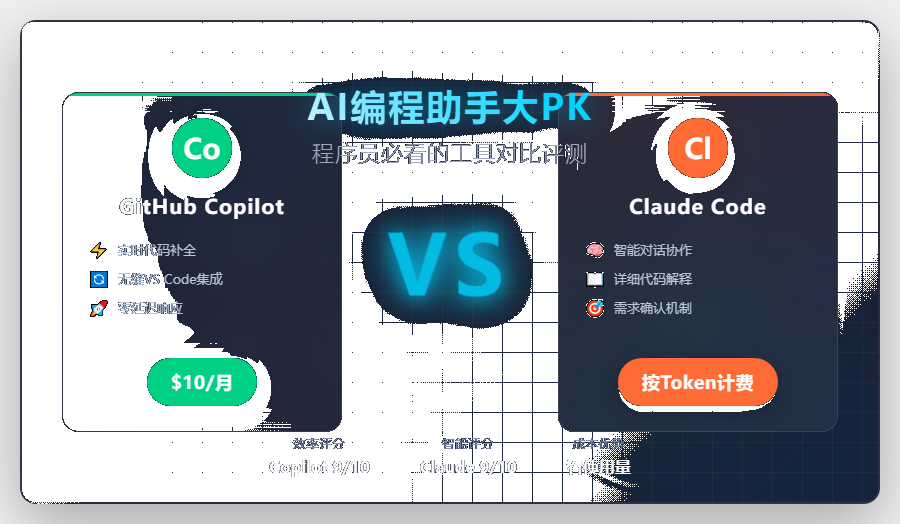 AI编程助手大PK
程序员必看的工具对比评测
Co
GitHub Copilot
⚡ 实时代码补全
🔄 无缝VS Code集成
🚀 零延迟响应
$10/月
VS
Cl
Claude Code
🧠 智能对话协作
📖 详细代码解释
🎯 需求确认机制
按Token计费
效率评分
Copilot 9/10
智能评分
Claude 9/10
成本
使用量